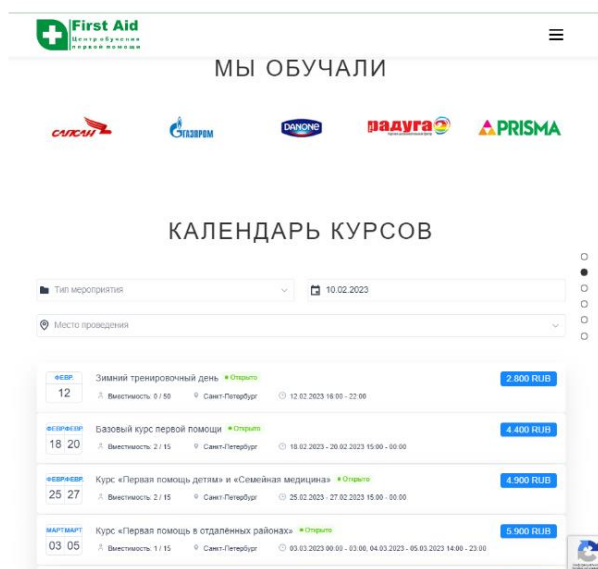 First Aid
Центр обучения
первой помощи
МЫ ОБУЧАЛИ
САПСАН
ГАЗПРОМ
DANONE
радуга
PRISMA
КАЛЕНДАРЬ КУРСОВ
Тип мероприятия
10.02.2023
Место проведения
ФЕВР.
12
Зимний тренировочный день • Открыто
2.800 RUB
Вместимость: 0 / 50 Санкт-Петербург 12.02.2023 16:00 - 22:00
ФЕВР.ФЕВР.
18 20
Базовый курс первой помощи • Открыто
4.400 RUB
Вместимость: 2 / 15 Санкт-Петербург 18.02.2023 - 20.02.2023 15:00 - 00:00
ФЕВР.ФЕВР.
25 27
Курс «Первая помощь детям» и «Семейная медицина» • Открыто
4.900 RUB
Вместимость: 2 / 15 Санкт-Петербург 25.02.2023 - 27.02.2023 15:00 - 00:00
МАРТМАРТ
03 05
Курс «Первая помощь в отдалённых районах» • Открыто
5.900 RUB
Вместимость: 1 / 15 Санкт-Петербург 03.03.2023 00:00 - 03:00, 04.03.2023 - 05.03.2023 14:00 - 23:00